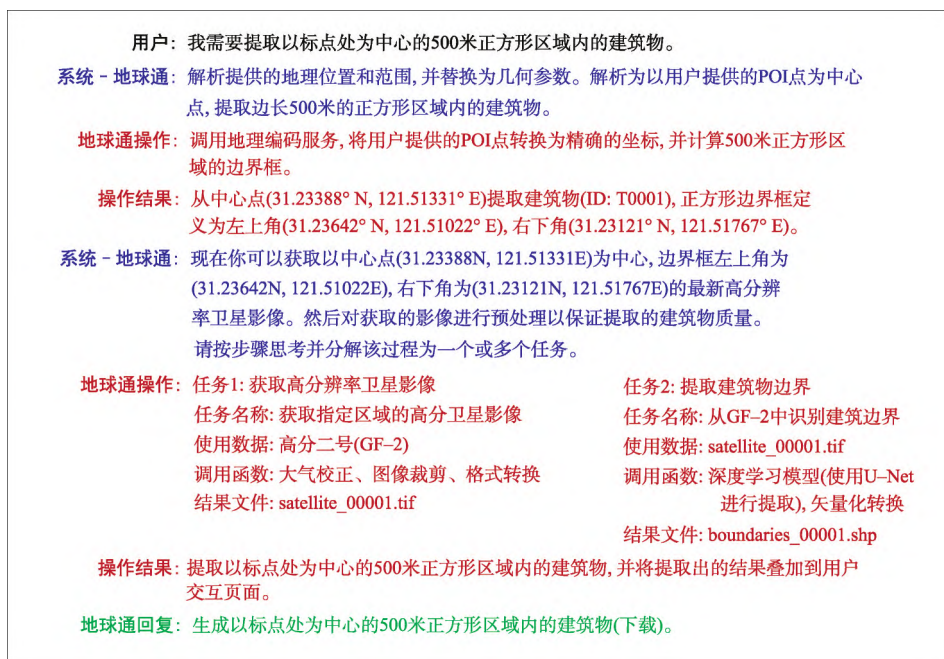 用户: 我需要提取以标点处为中心的500米正方形区域内的建筑物。
系统–地球通: 解析提供的地理位置和范围, 并替换为几何参数。解析为以用户提供的POI点为中心
点, 提取边长500米的正方形区域内的建筑物。
地球通操作: 调用地理编码服务, 将用户提供的POI点转换为精确的坐标, 并计算500米正方形区
域的边界框。
操作结果: 从中心点(31.23388° N, 121.51331° E)提取建筑物(ID: T0001), 正方形边界框定
义为左上角(31.23642° N, 121.51022° E), 右下角(31.23121° N, 121.51767° E)。
系统–地球通: 现在你可以获取以中心点(31.23388N, 121.51331E)为中心, 边界框左上角为
(31.23642N, 121.51022E), 右下角为(31.23121N, 121.51767E)的最新高分辨
率卫星影像。然后对获取的影像进行预处理以保证提取的建筑物质量。
请按步骤思考并分解该过程为一个或多个任务。
地球通操作: 任务1: 获取高分辨率卫星影像
任务名称: 获取指定区域的高分卫星影像
使用数据: 高分二号(GF–2)
调用函数: 大气校正、图像裁剪、格式转换
结果文件: satellite_00001.tif
任务2: 提取建筑物边界
任务名称: 从GF–2中识别建筑边界
使用数据: satellite_00001.tif
调用函数: 深度学习模型(使用U–Net
进行提取), 矢量化转换
结果文件: boundaries_00001.shp
操作结果: 提取以标点处为中心的500米正方形区域内的建筑物, 并将提取出的结果叠加到用户
交互页面。
地球通回复: 生成以标点处为中心的500米正方形区域内的建筑物(下载)。